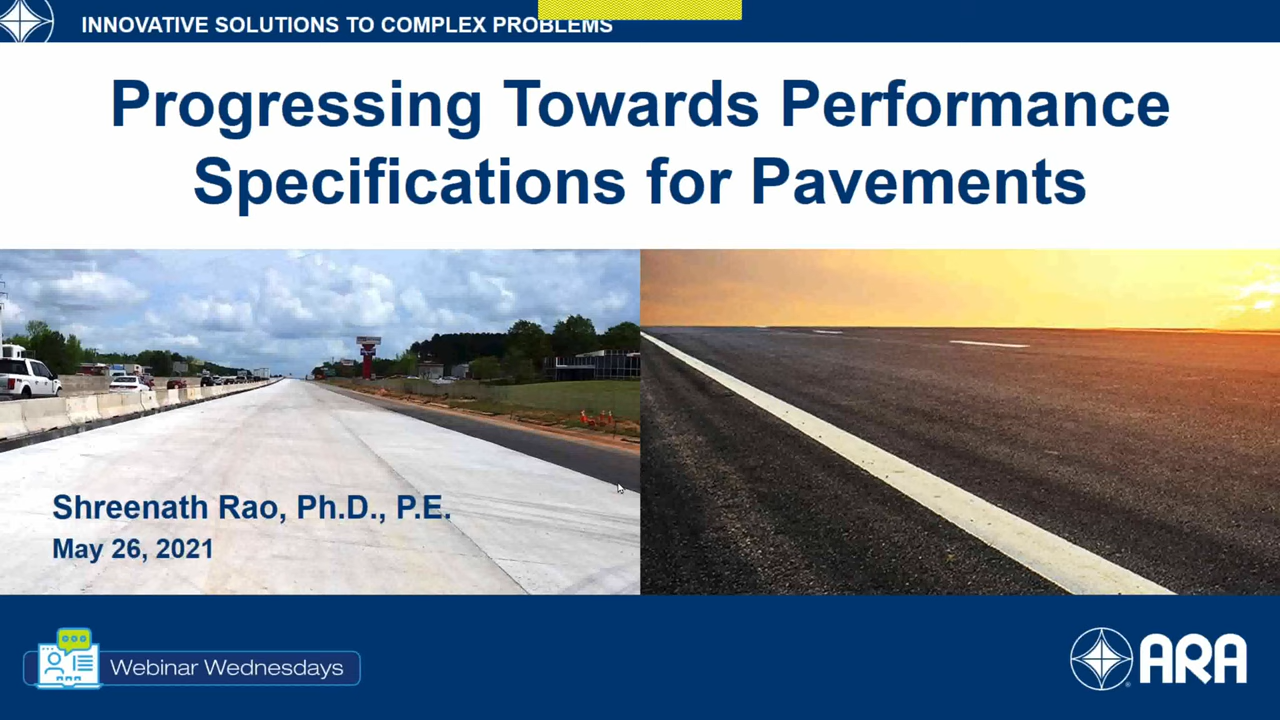 INNOVATIVE SOLUTIONS TO COMPLEX PROBLEMS
Progressing Towards Performance
Specifications for Pavements
Shreenath Rao, Ph.D., P.E.
May 26, 2021
Webinar Wednesdays
ARA